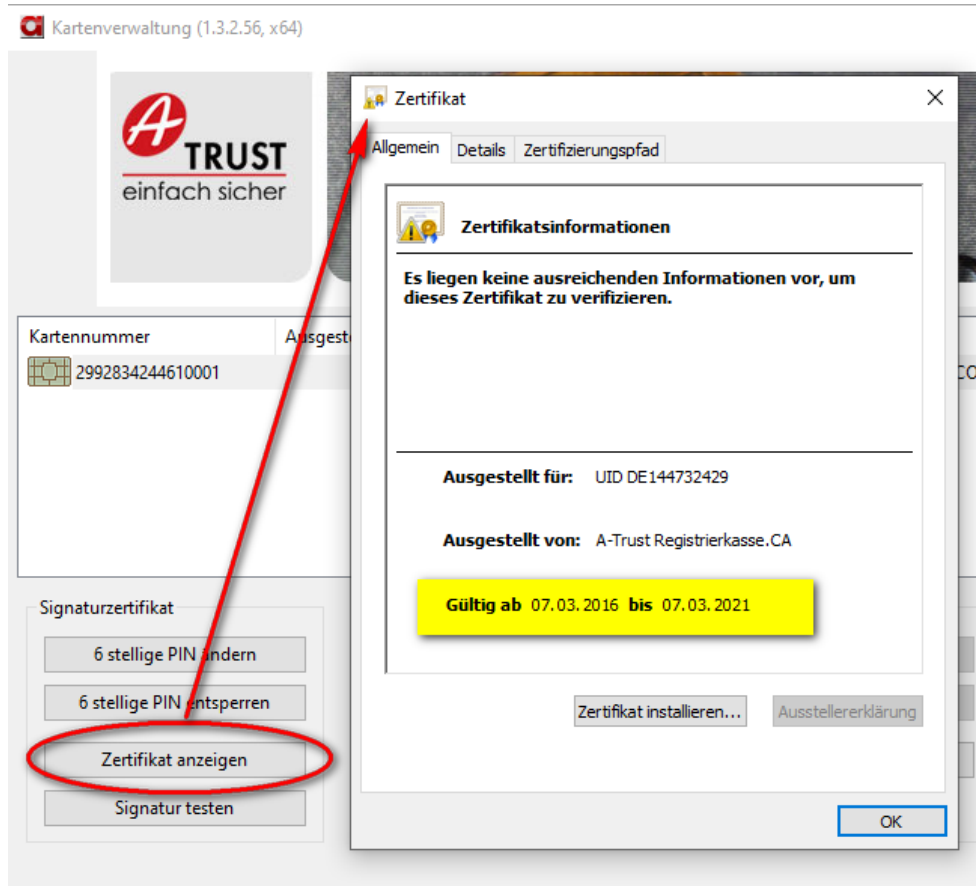 Kartenverwaltung (1.3.2.56, x64)
A
TRUST
einfach sicher
Kartennummer
2992834244610001
Signaturzertifikat
6 stellige PIN ändern
6 stellige PIN entsperren
Zertifikat anzeigen
Signatur testen
Zertifikat
Allgemein Details Zertifizierungspfad
Zertifikatsinformationen
Es liegen keine ausreichenden Informationen vor, um
dieses Zertifikat zu verifizieren.
Ausgestellt für: UID DE144732429
Ausgestellt von: A-Trust Registrierkasse.CA
Gültig ab 07.03.2016 bis 07.03.2021
Zertifikat installieren... Ausstellererklärung
OK